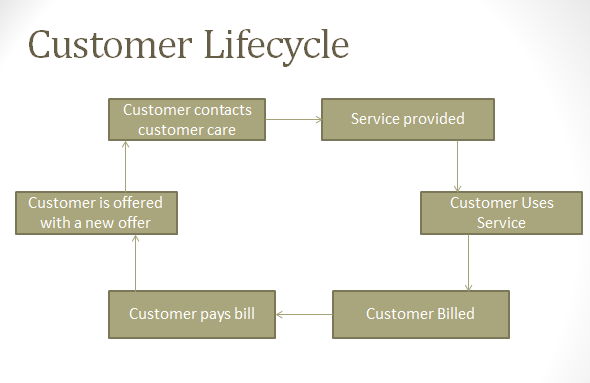 Customer Lifecycle
Customer contacts
customer care
Service provided
Customer is offered
with a new offer
Customer Uses
Service
Customer pays bill
Customer Billed